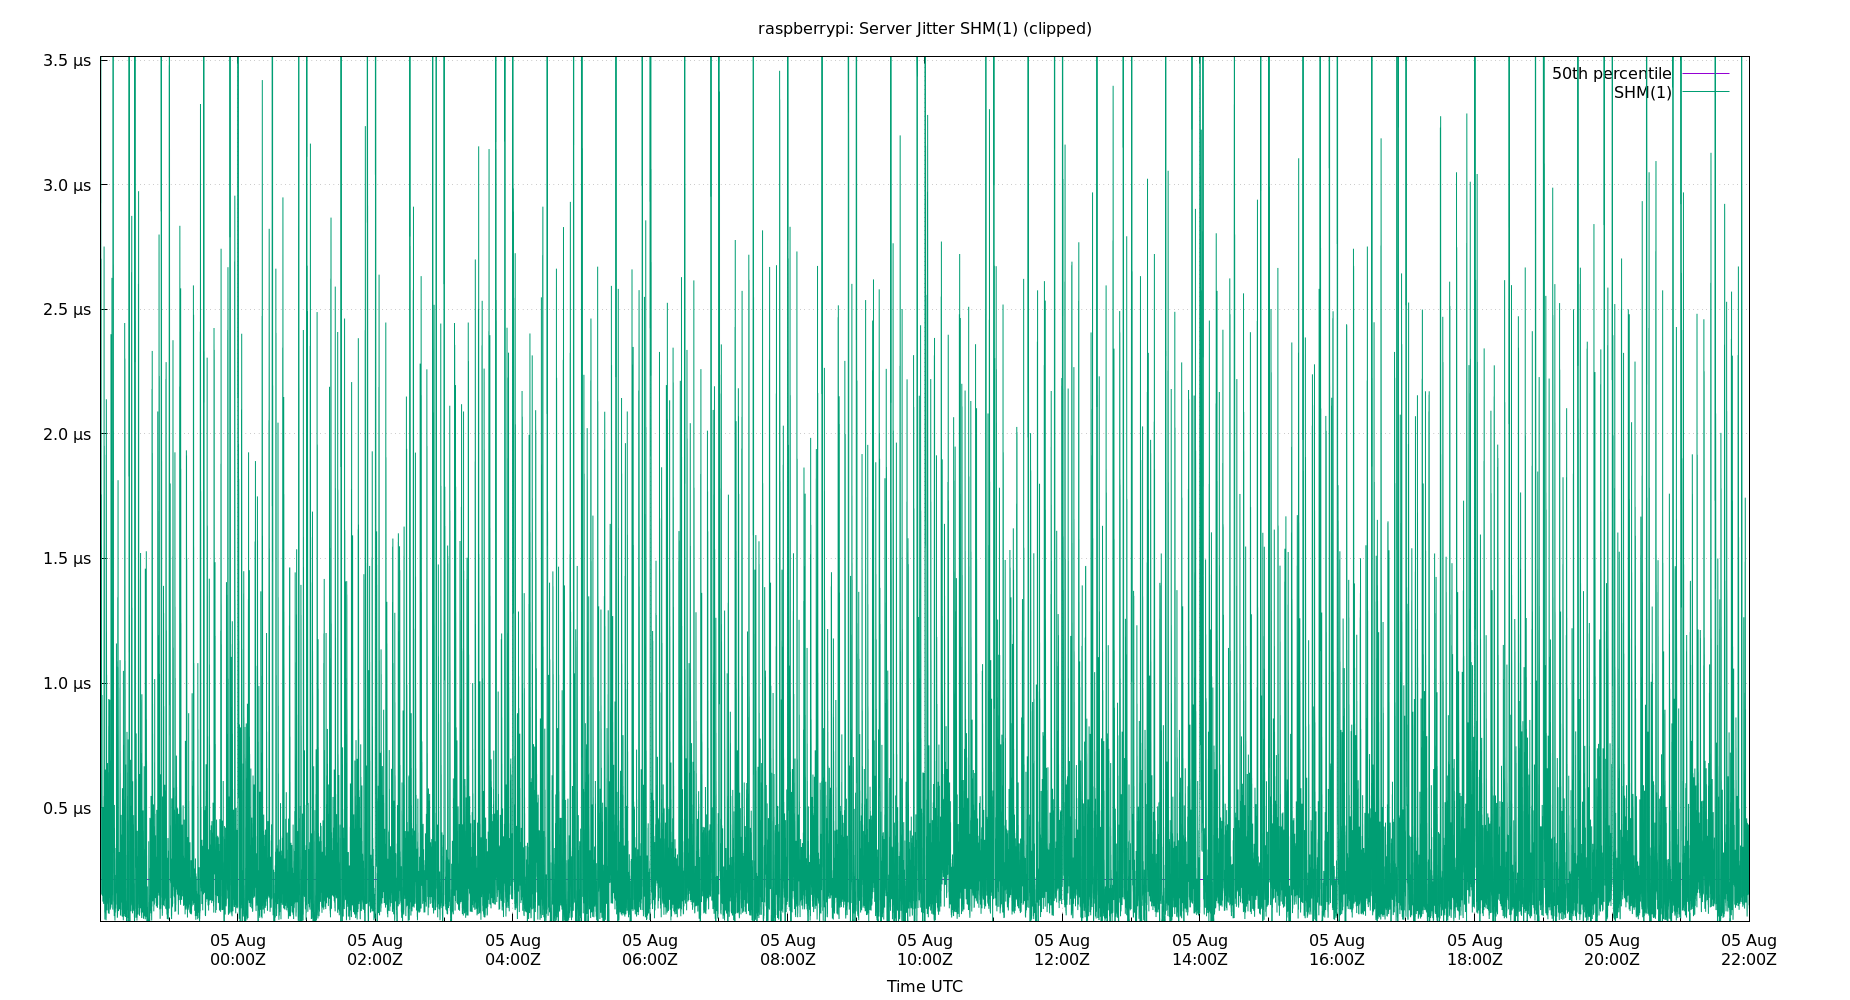 raspberrypi: Server Jitter SHM(1) (clipped)
3.5 µs
50th percentile
SHM(1)
3.0 µs
2.5 µs
2.0 µs
1.5 µs
1.0 µs
0.5 µs
05 Aug 05 Aug 05 Aug 05 Aug 05 Aug 05 Aug 05 Aug 05 Aug 05 Aug 05 Aug 05 Aug 05 Aug
00:00Z 02:00Z 04:00Z 06:00Z 08:00Z 10:00Z 12:00Z 14:00Z 16:00Z 18:00Z 20:00Z 22:00Z
Time UTC